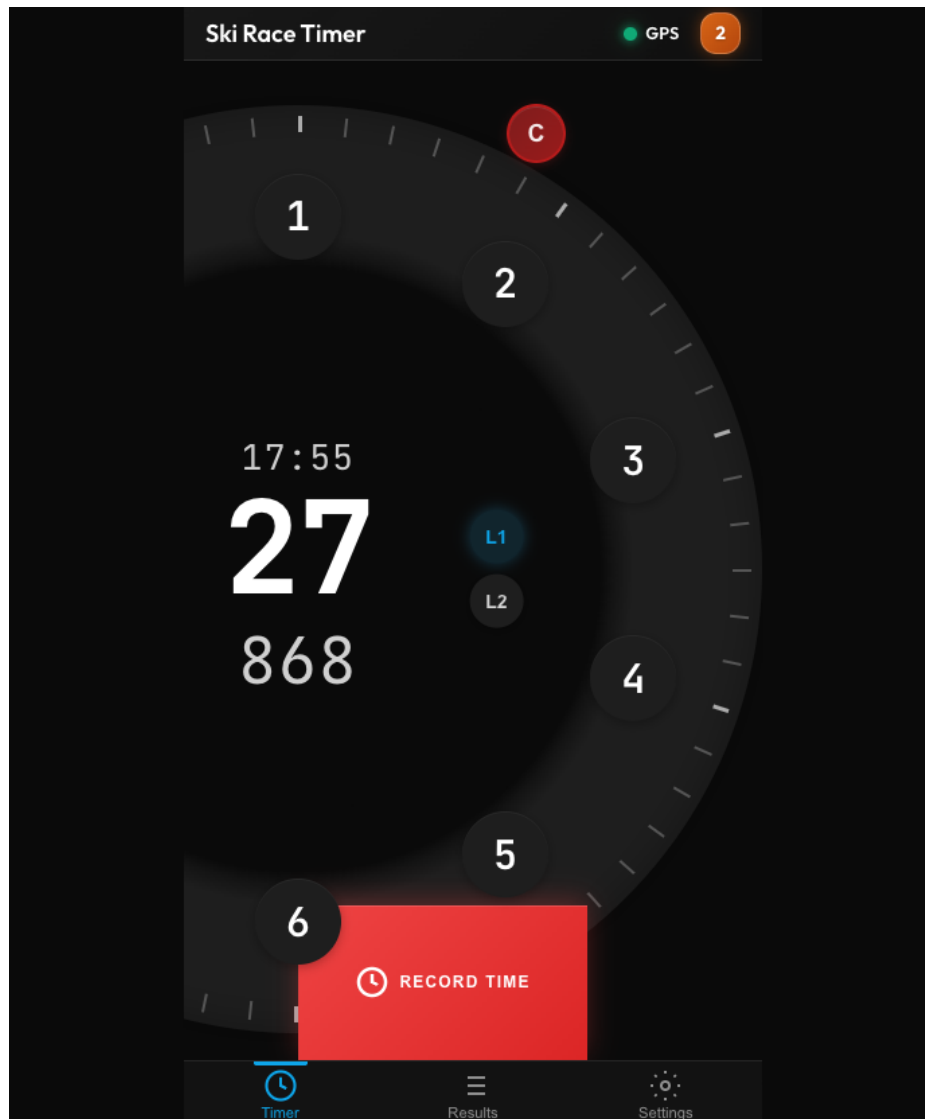 Ski Race Timer
GPS 2
C
1
2
3
17:55
27
868
L1
L2
4
5
6
RECORD TIME
Timer Results Settings